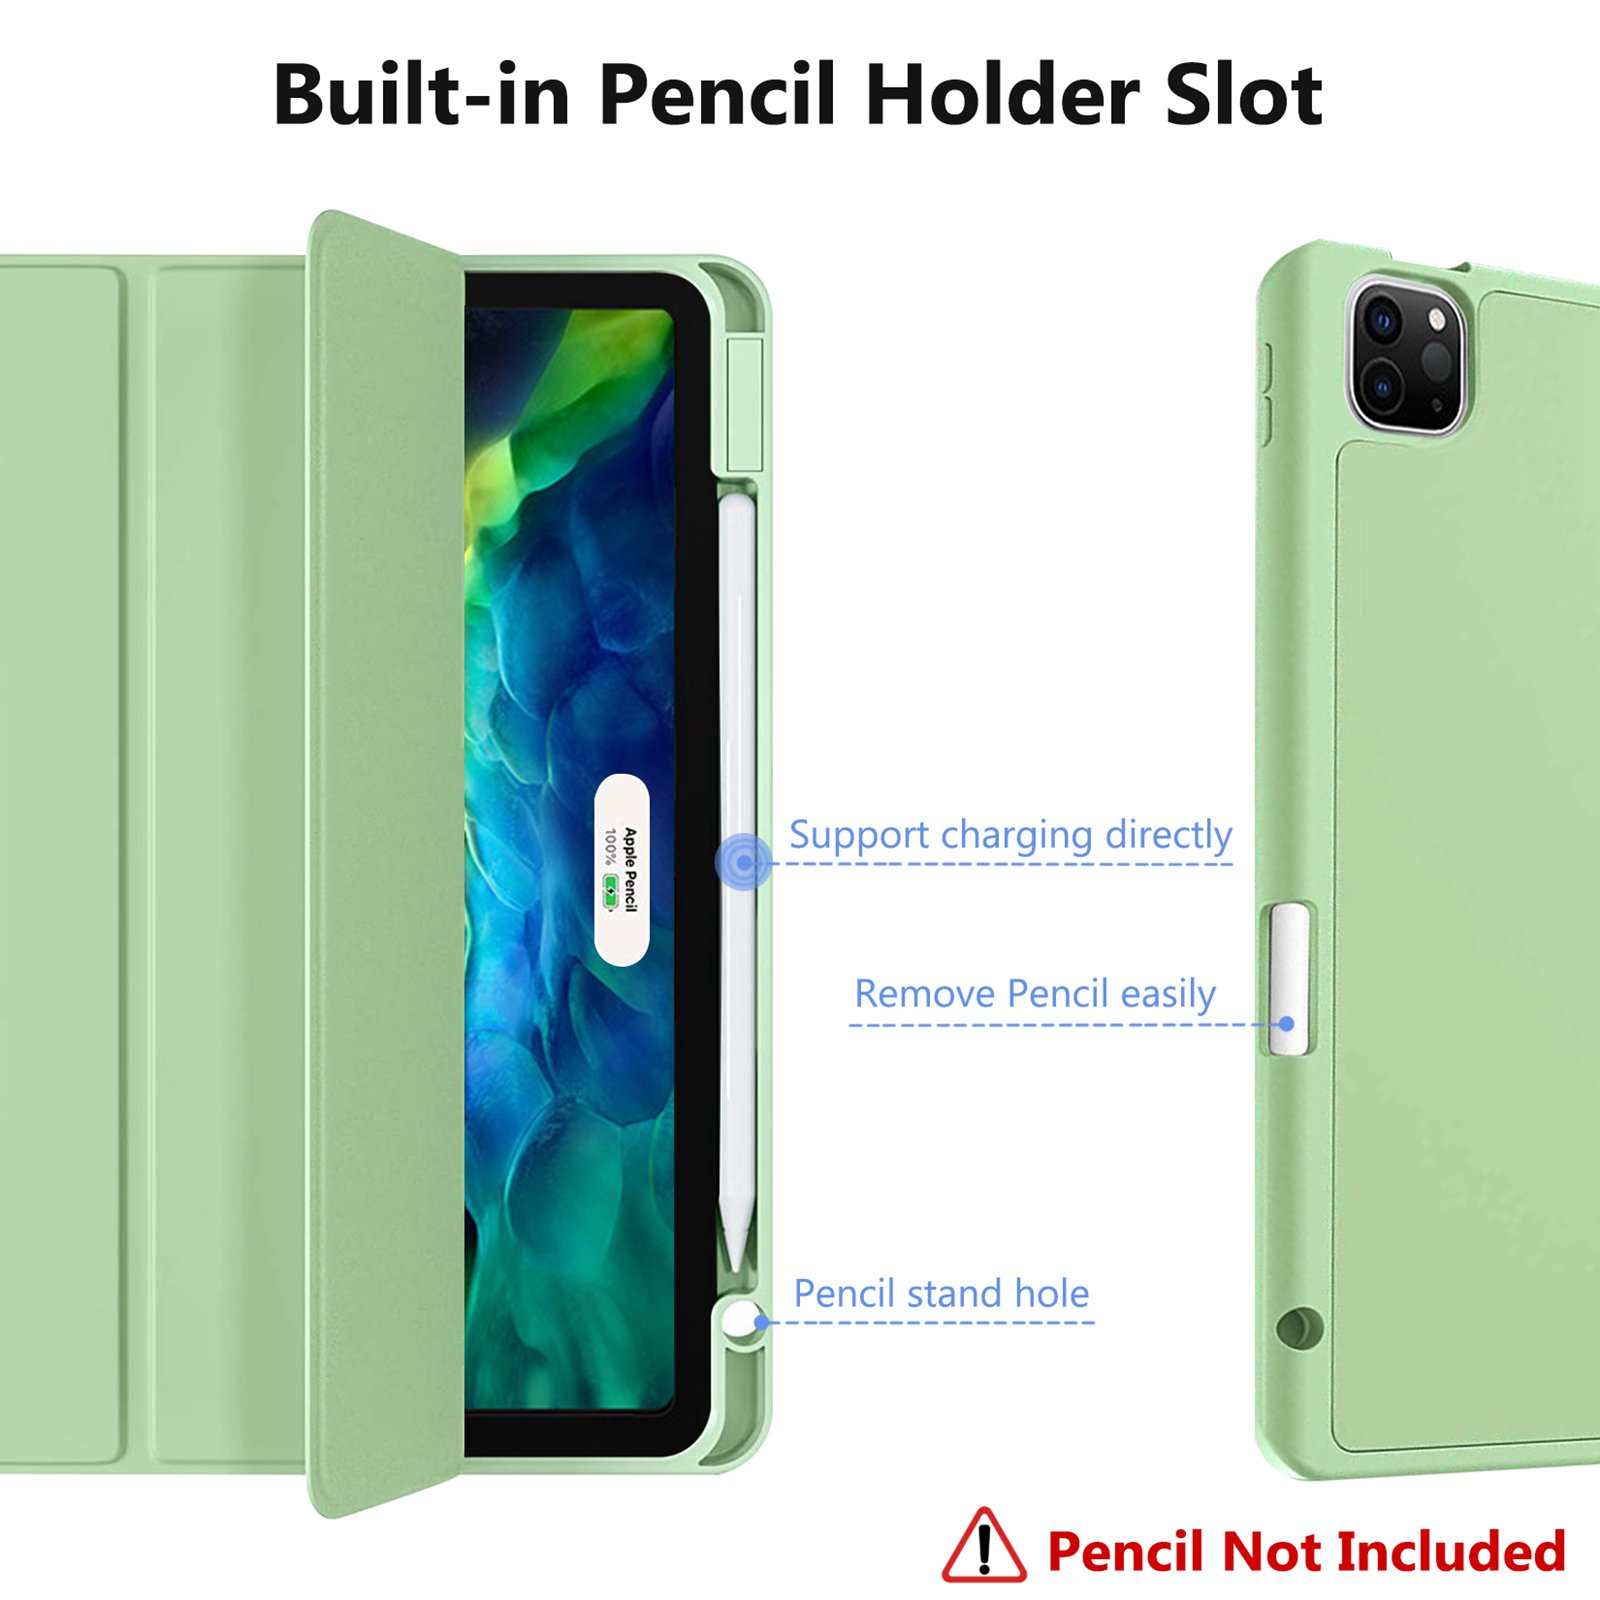 Built-in Pencil Holder Slot
Apple Pencil
100%
Support charging directly
Remove Pencil easily
Pencil stand hole
Pencil Not Included